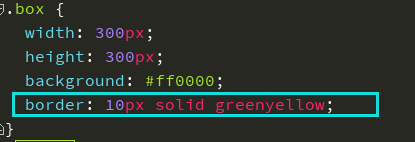 .box {
width: 300px;
height: 300px;
background: #ff0000;
border: 10px solid greenyellow;
}